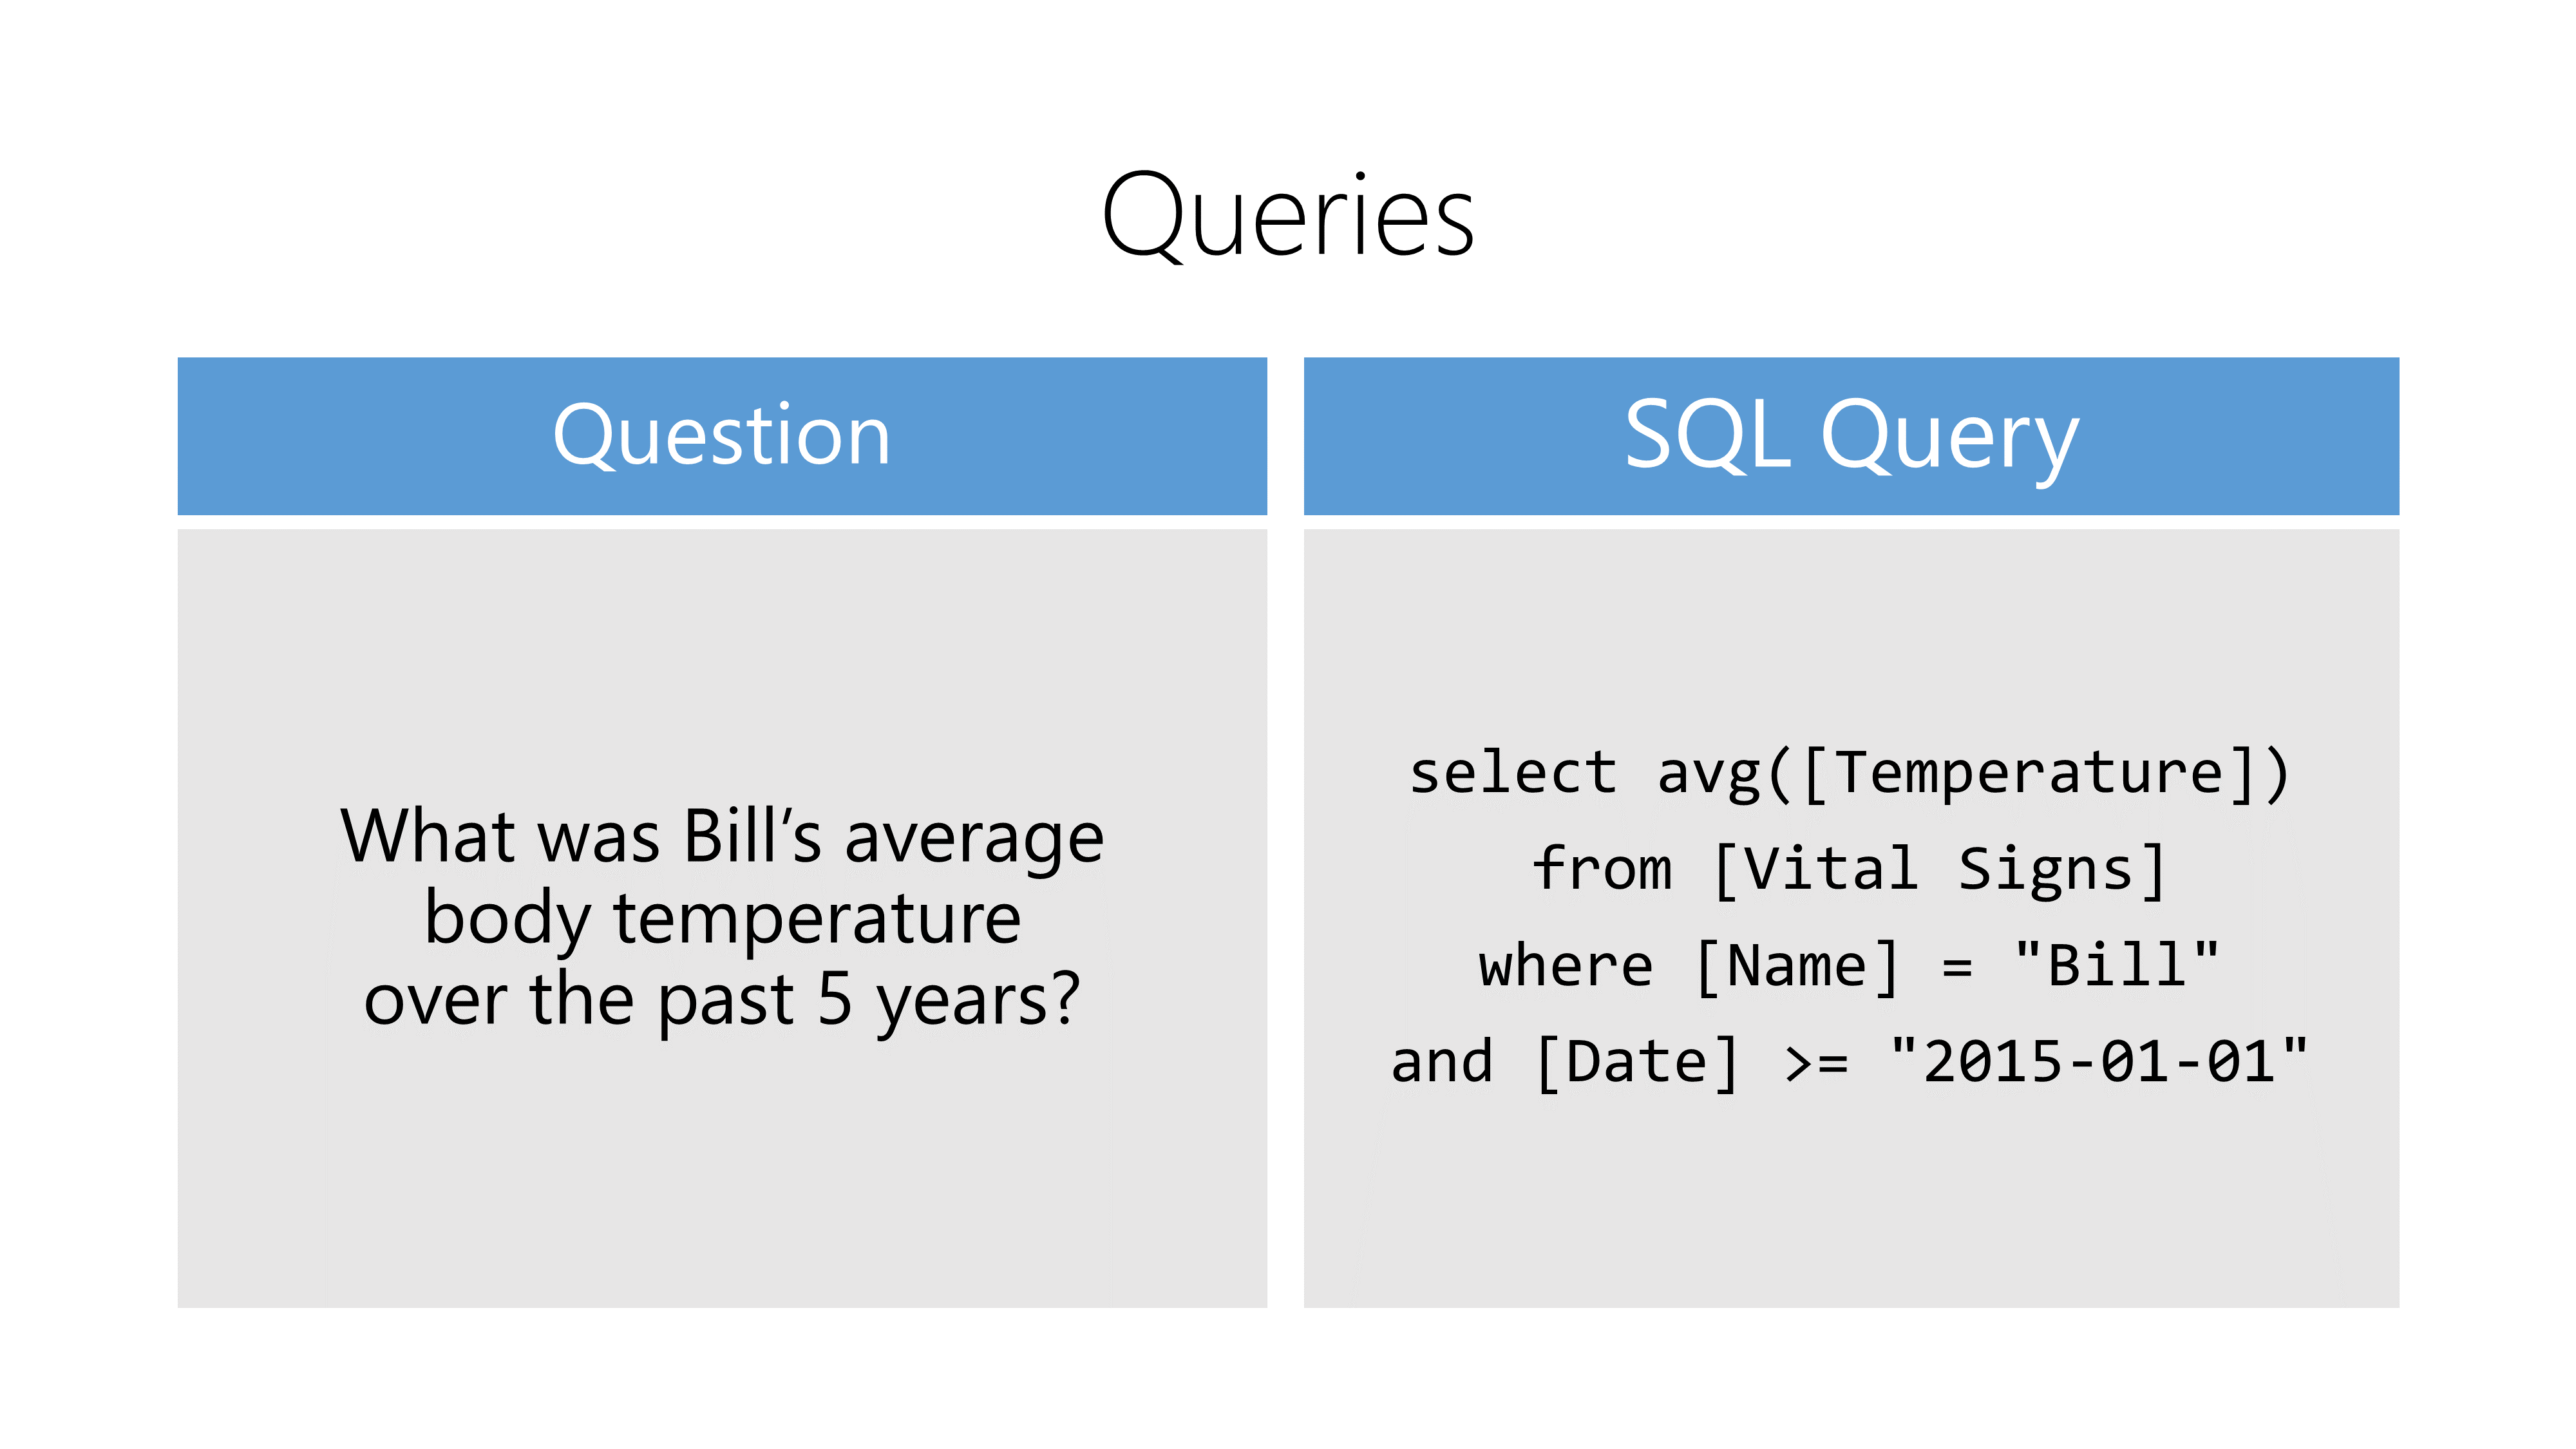 Queries
Question
What was Bill’s average
body temperature
over the past 5 years?
SQL Query
select avg([Temperature])
from [Vital Signs]
where [Name] = "Bill"
and [Date] >= "2015-01-01"